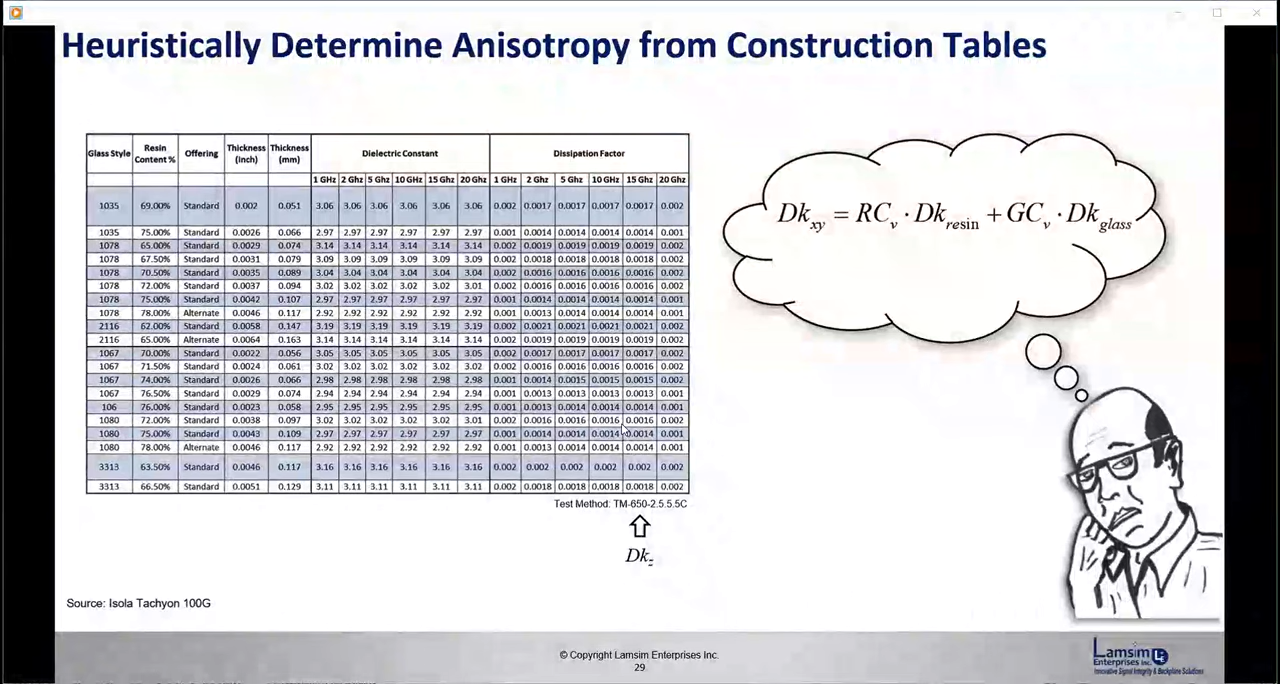 Heuristically Determine Anisotropy from Construction Tables
Glass Style Resin Content % Offering Thickness (inch) Thickness (mm) Dielectric Constant Dissipation Factor
1 GHz 2 Ghz 5 Ghz 10 GHz 15 Ghz 20 Ghz 1 GHz 2 Ghz 5 Ghz 10 GHz 15 Ghz 20 Ghz
1035 69.00% Standard 0.002 0.051 3.06 3.06 3.06 3.06 3.06 3.06 0.002 0.0017 0.0017 0.0017 0.0017 0.002
1035 75.00% Standard 0.0026 0.066 2.97 2.97 2.97 2.97 2.97 2.97 0.001 0.0014 0.0014 0.0014 0.0014 0.001
1078 65.00% Standard 0.0029 0.074 3.14 3.14 3.14 3.14 3.14 3.14 0.002 0.0019 0.0019 0.0019 0.0019 0.002
1078 67.50% Standard 0.0031 0.079 3.09 3.09 3.09 3.09 3.09 3.09 0.002 0.0018 0.0018 0.0018 0.0018 0.002
1078 70.50% Standard 0.0035 0.089 3.04 3.04 3.04 3.04 3.04 3.04 0.002 0.0016 0.0016 0.0016 0.0016 0.002
1078 72.00% Standard 0.0037 0.094 3.02 3.02 3.02 3.02 3.02 3.01 0.002 0.0016 0.0016 0.0016 0.0016 0.002
1078 75.00% Standard 0.0042 0.107 2.97 2.97 2.97 2.97 2.97 2.97 0.001 0.0014 0.0014 0.0014 0.0014 0.001
1078 78.00% Alternate 0.0046 0.117 2.92 2.92 2.92 2.92 2.92 2.92 0.001 0.0013 0.0014 0.0014 0.0014 0.001
2116 62.00% Standard 0.0058 0.147 3.19 3.19 3.19 3.19 3.19 3.19 0.002 0.0021 0.0021 0.0021 0.0021 0.002
2116 65.00% Alternate 0.0064 0.163 3.14 3.14 3.14 3.14 3.14 3.14 0.002 0.0019 0.0019 0.0019 0.0019 0.002
1067 70.00% Standard 0.0022 0.056 3.05 3.05 3.05 3.05 3.05 3.05 0.002 0.0017 0.0017 0.0017 0.0017 0.002
1067 71.50% Standard 0.0024 0.061 3.02 3.02 3.02 3.02 3.02 3.02 0.002 0.0016 0.0016 0.0016 0.0016 0.002
1067 74.00% Standard 0.0026 0.066 2.98 2.98 2.98 2.98 2.98 2.98 0.001 0.0014 0.0015 0.0015 0.0015 0.002
1067 76.50% Standard 0.0029 0.074 2.94 2.94 2.94 2.94 2.94 2.94 0.001 0.0013 0.0013 0.0013 0.0013 0.001
106 76.00% Standard 0.0023 0.058 2.95 2.95 2.95 2.95 2.95 2.95 0.001 0.0013 0.0014 0.0014 0.0014 0.001
1080 72.00% Standard 0.0038 0.097 3.02 3.02 3.02 3.02 3.02 3.01 0.002 0.0016 0.0016 0.0016 0.0016 0.002
1080 75.00% Standard 0.0043 0.109 2.97 2.97 2.97 2.97 2.97 2.97 0.001 0.0014 0.0014 0.0014 0.0014 0.001
1080 78.00% Alternate 0.0046 0.117 2.92 2.92 2.92 2.92 2.92 2.92 0.001 0.0013 0.0014 0.0014 0.0014 0.001
3313 63.50% Standard 0.0046 0.117 3.16 3.16 3.16 3.16 3.16 3.16 0.002 0.002 0.002 0.002 0.002 0.002
3313 66.50% Standard 0.0051 0.129 3.11 3.11 3.11 3.11 3.11 3.11 0.002 0.0018 0.0018 0.0018 0.0018 0.002
Test Method: TM-650-2.5.5.5C
Dk_z
Dk_xy = RC_v · Dk_resin + GC_v · Dk_glass
Source: Isola Tachyon 100G
© Copyright Lamsim Enterprises Inc.
29
Lamsim
Enterprises Inc.
LE
Innovative Signal Integrity & Backplane Solutions